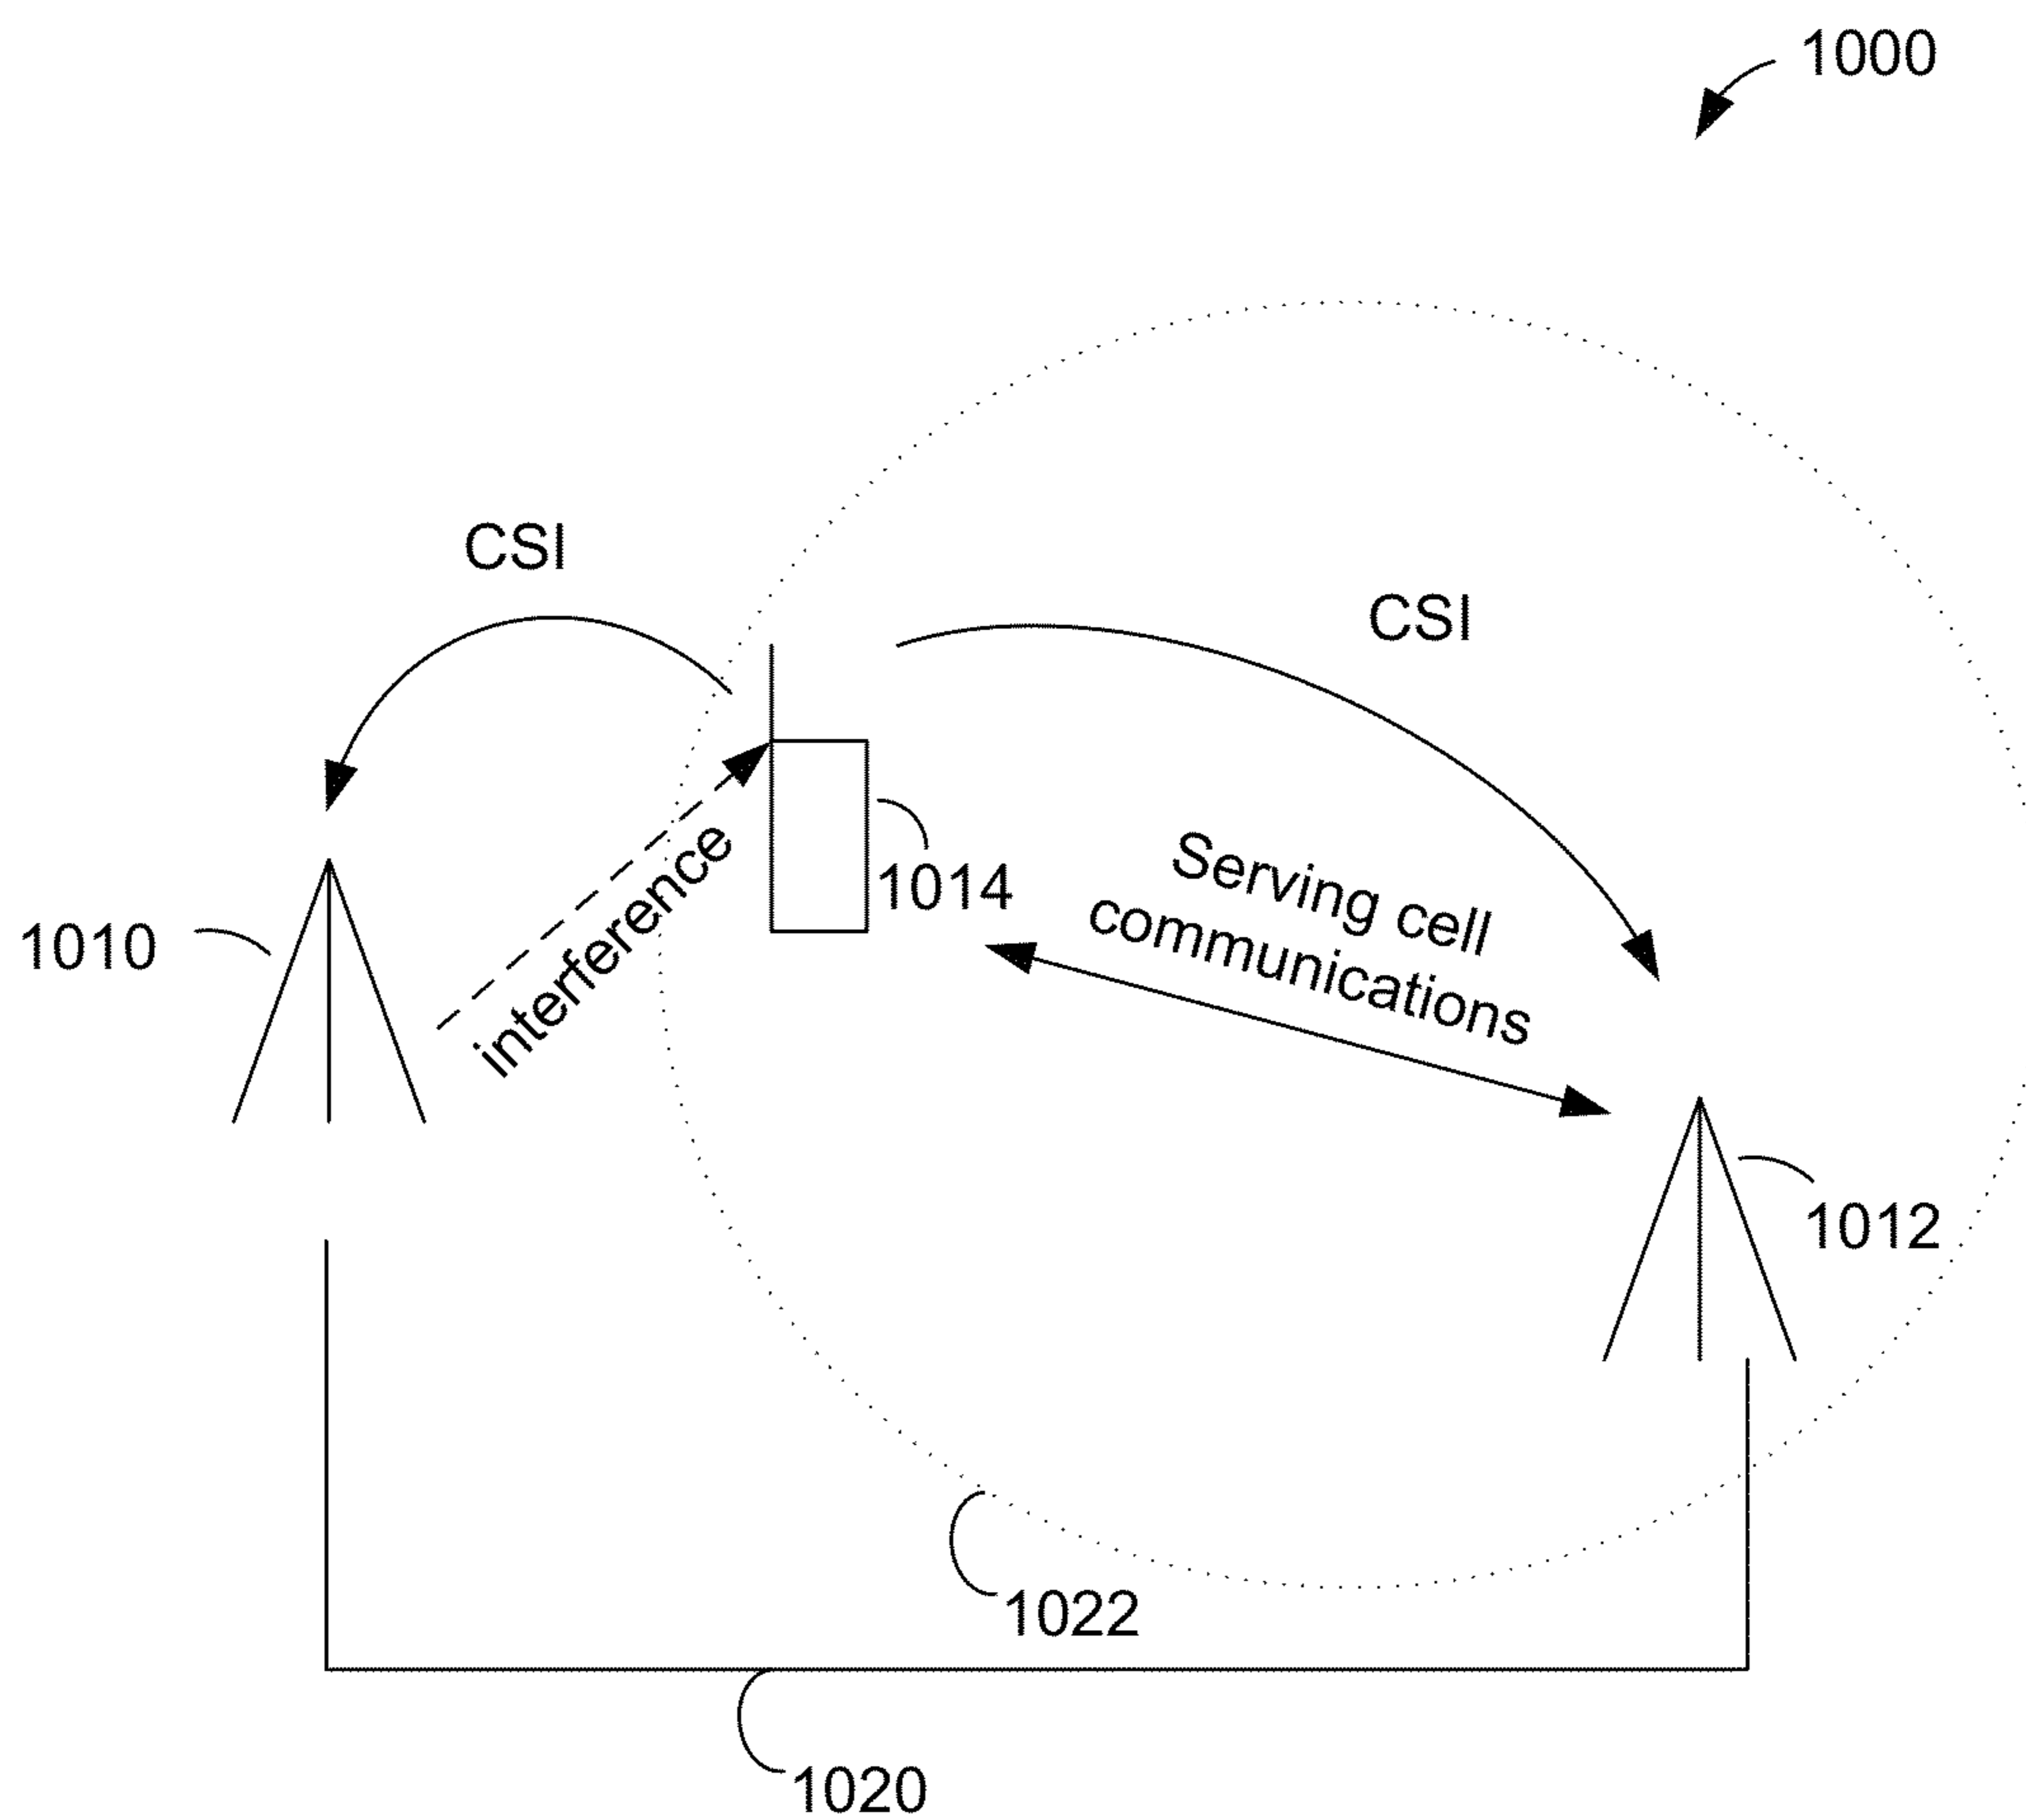 1000
CSI
CSI
interference
1014
Serving cell
communications
1010
1012
1022
1020